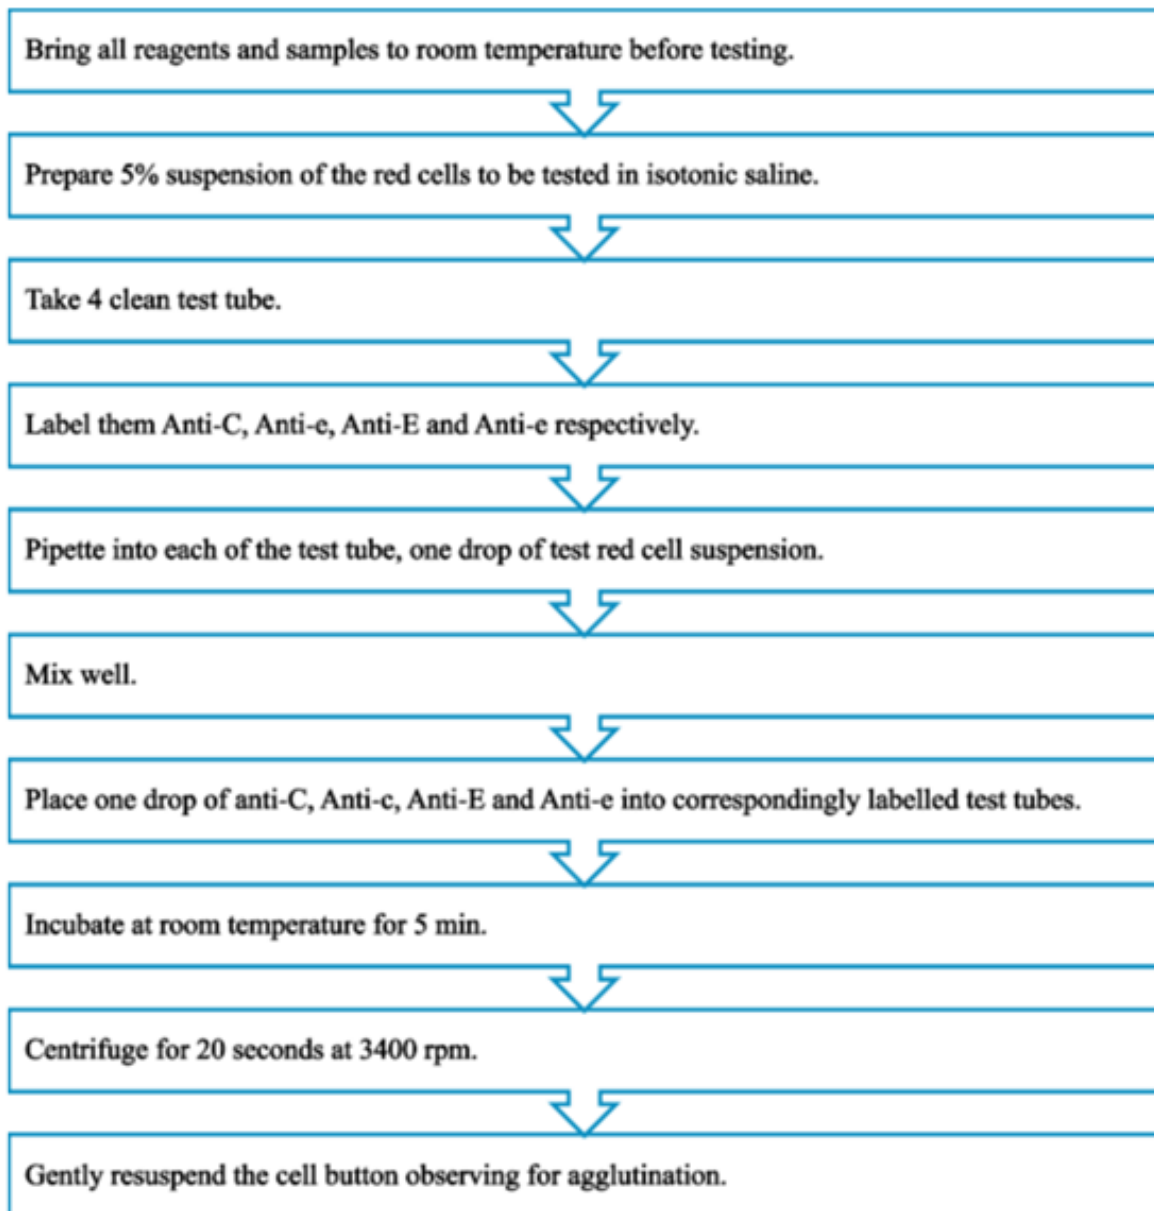 Bring all reagents and samples to room temperature before testing.
Prepare 5% suspension of the red cells to be tested in isotonic saline.
Take 4 clean test tube.
Label them Anti-C, Anti-e, Anti-E and Anti-e respectively.
Pipette into each of the test tube, one drop of test red cell suspension.
Mix well.
Place one drop of anti-C, Anti-c, Anti-E and Anti-e into correspondingly labelled test tubes.
Incubate at room temperature for 5 min.
Centrifuge for 20 seconds at 3400 rpm.
Gently resuspend the cell button observing for agglutination.